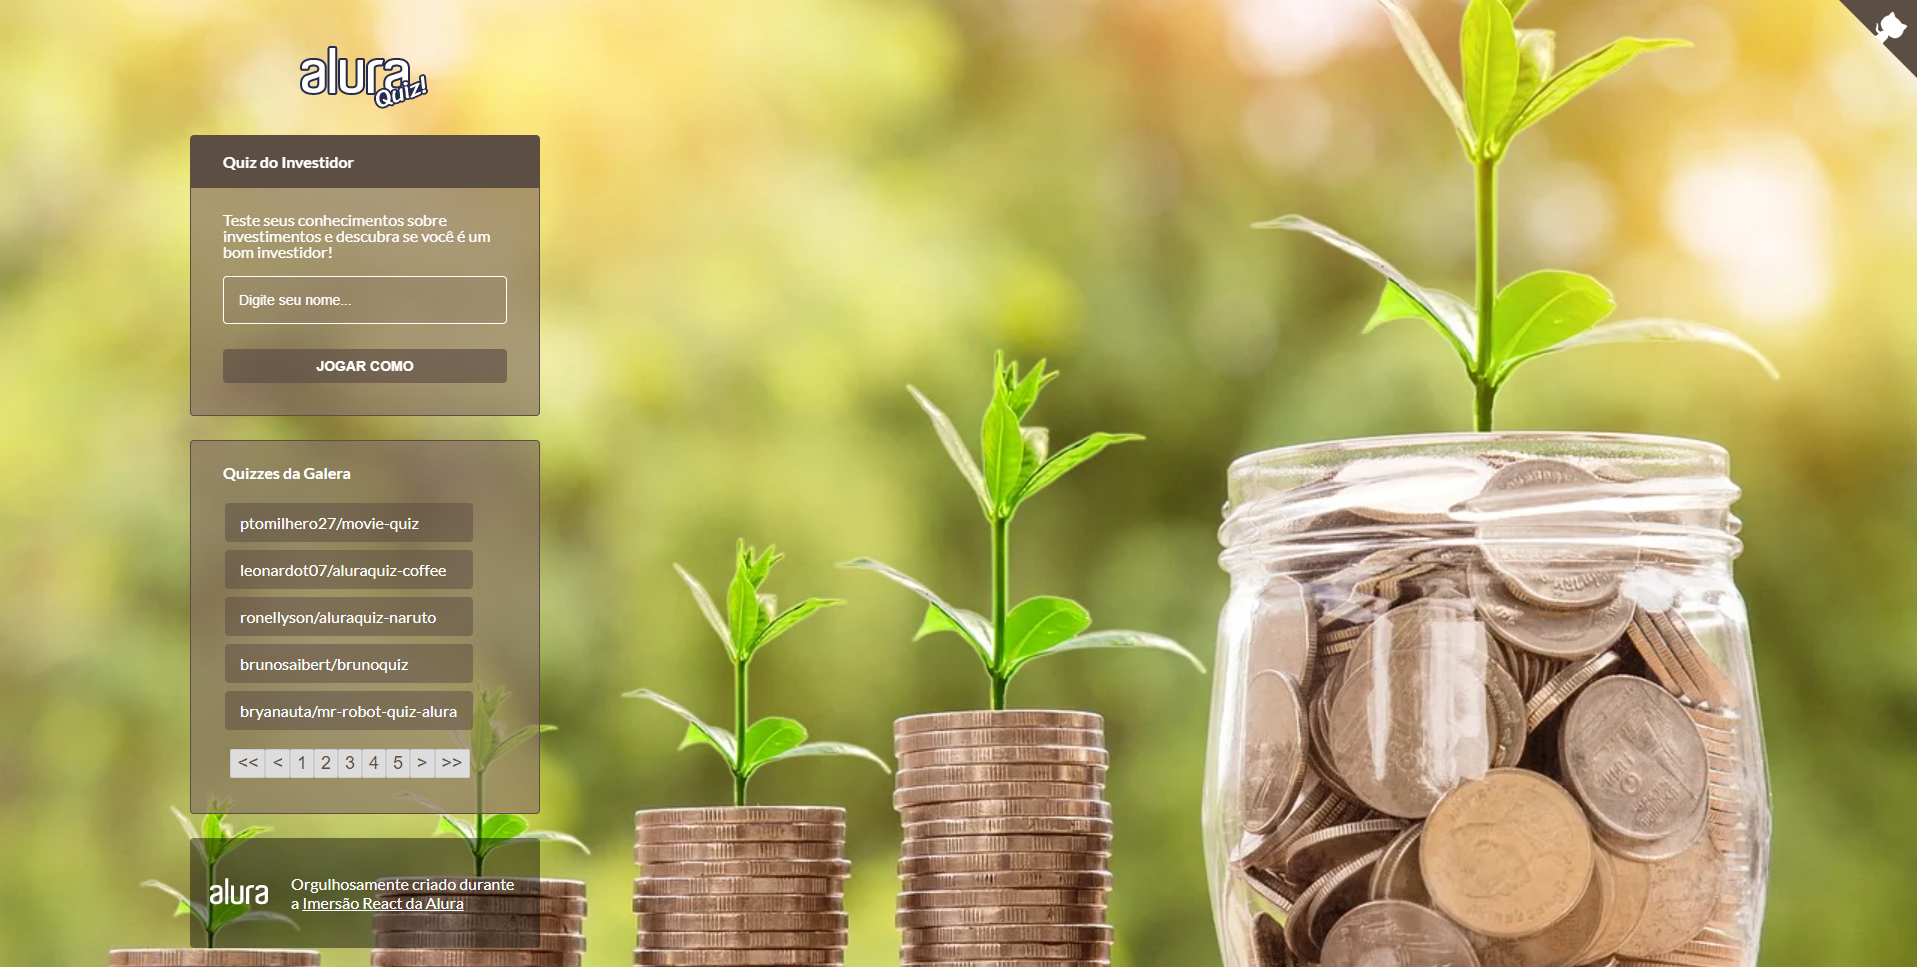 alura
Quiz!
Quiz do Investidor
Teste seus conhecimentos sobre
investimentos e descubra se você é um
bom investidor!
Digite seu nome...
JOGAR COMO
Quizzes da Galera
ptomilhero27/movie-quiz
leonardot07/aluraquiz-coffee
ronellyson/aluraquiz-naruto
brunosaibert/brunoquiz
bryanauta/mr-robot-quiz-alura
<< < 1 2 3 4 5 > >>
alura
Orgulhosamente criado durante
a Imersão React da Alura